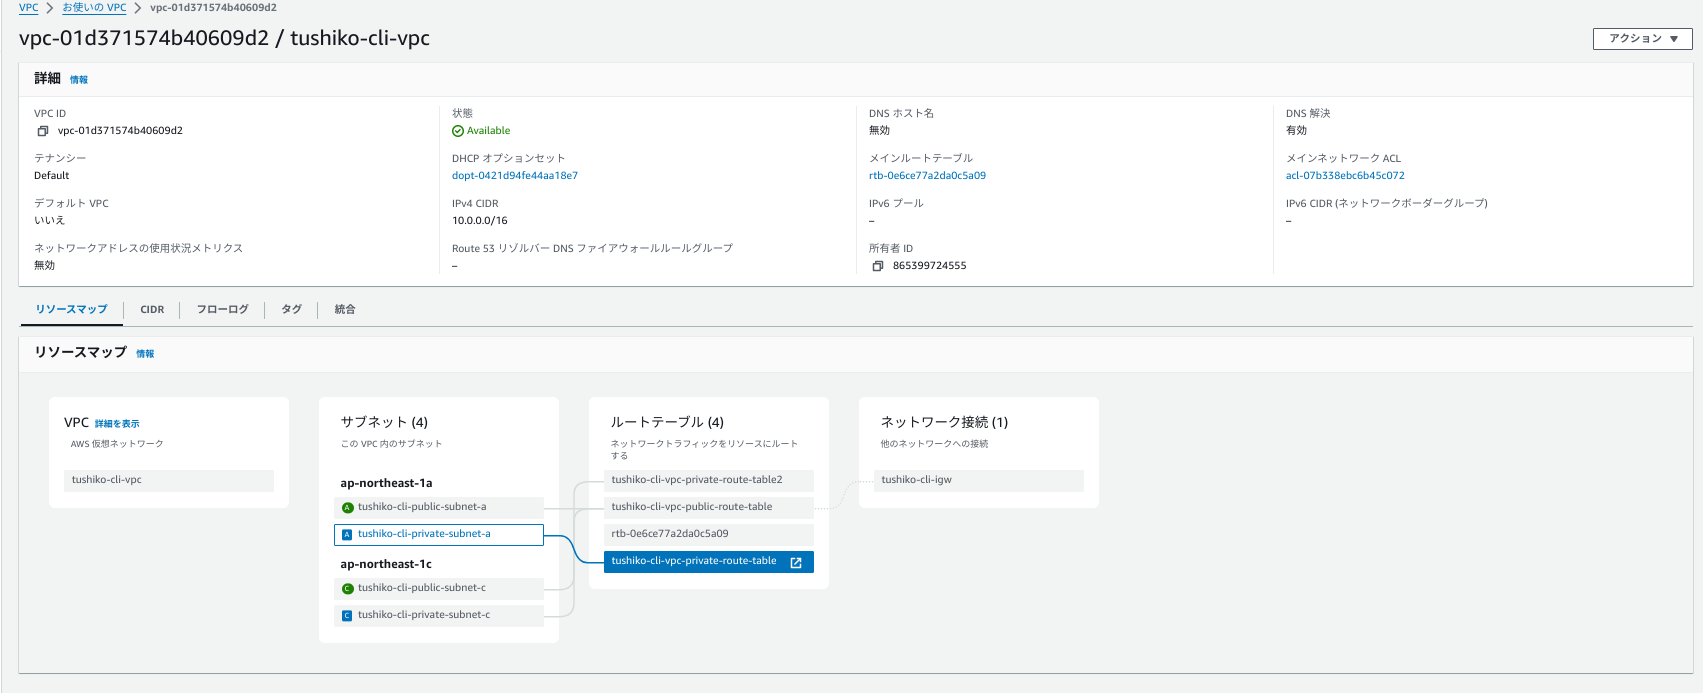 VPC > お使いの VPC > vpc-01d371574b40609d2
vpc-01d371574b40609d2 / tushiko-cli-vpc
アクション ▼
詳細 情報
VPC ID
vpc-01d371574b40609d2
状態
Available
DNS ホスト名
無効
DNS 解決
有効
テナンシー
Default
DHCP オプションセット
dopt-0421d94fe44aa18e7
メインルートテーブル
rtb-0e6ce77a2da0c5a09
メインネットワーク ACL
acl-07b338ebc6b45c072
デフォルト VPC
いいえ
IPv4 CIDR
10.0.0.0/16
IPv6 プール
–
IPv6 CIDR (ネットワークボーダーグループ)
–
ネットワークアドレスの使用状況メトリクス
無効
Route 53 リゾルバー DNS ファイアウォールルールグループ
–
所有者 ID
865399724555
リソースマップ CIDR フローログ タグ 統合
リソースマップ 情報
VPC 詳細を表示
AWS 仮想ネットワーク
tushiko-cli-vpc
サブネット (4)
この VPC 内のサブネット
ap-northeast-1a
A tushiko-cli-public-subnet-a
A tushiko-cli-private-subnet-a
ap-northeast-1c
C tushiko-cli-public-subnet-c
C tushiko-cli-private-subnet-c
ルートテーブル (4)
ネットワークトラフィックをリソースにルート
する
tushiko-cli-vpc-private-route-table2
tushiko-cli-vpc-public-route-table
rtb-0e6ce77a2da0c5a09
tushiko-cli-vpc-private-route-table
ネットワーク接続 (1)
他のネットワークへの接続
tushiko-cli-igw